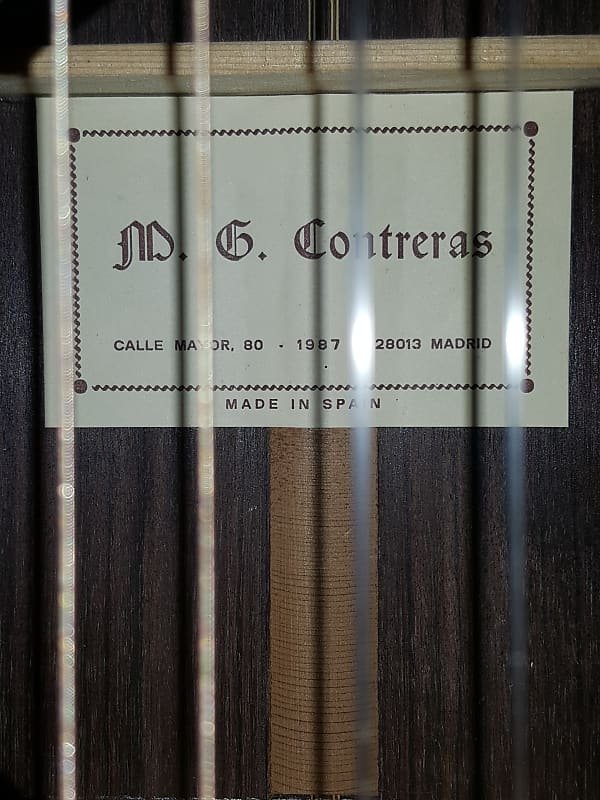 M. G. Contreras
CALLE MAYOR, 80 - 1987 - 28013 MADRID
MADE IN SPAIN